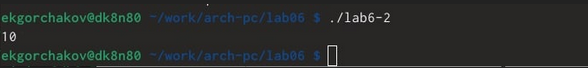 ekgorchakov@dk8n80 ~/work/arch-pc/lab06 $ ./lab6-2
10
ekgorchakov@dk8n80 ~/work/arch-pc/lab06 $